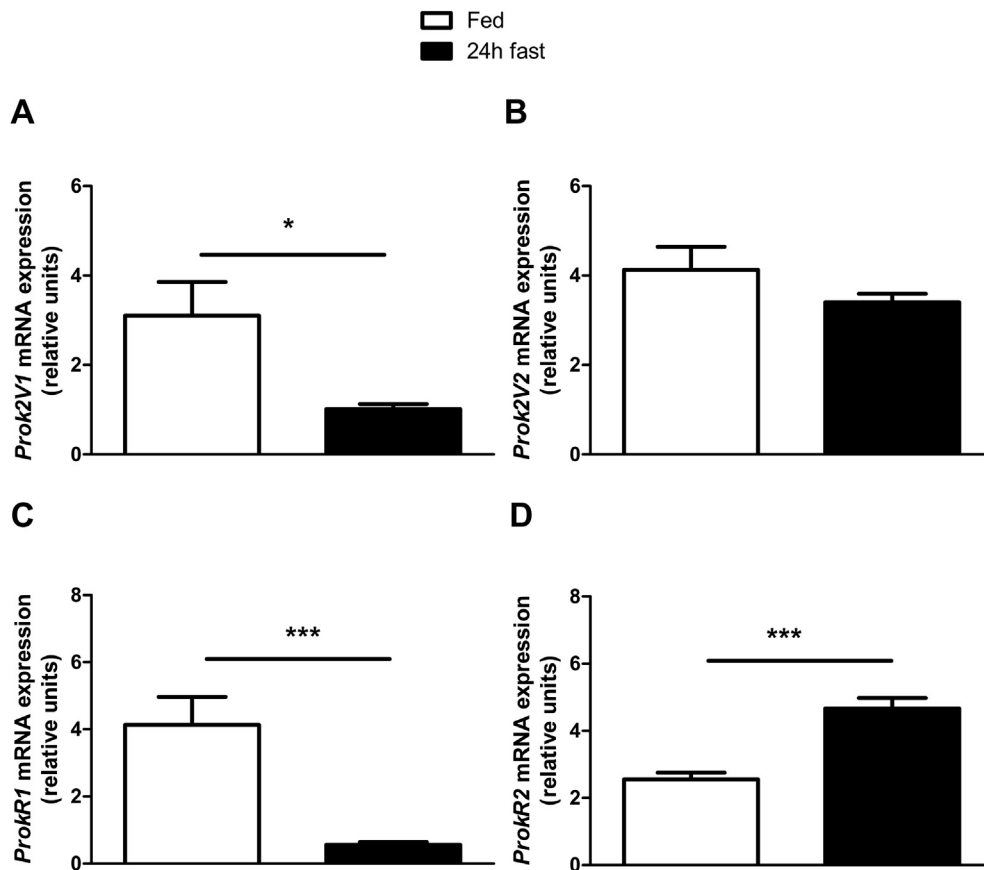 Fed
24h fast
A
B
Prok2V1 mRNA expression
(relative units)
6
4
2
0
*
Prok2V2 mRNA expression
(relative units)
6
4
2
0
C
D
ProkR1 mRNA expression
(relative units)
8
6
4
2
0
***
ProkR2 mRNA expression
(relative units)
8
6
4
2
0
***